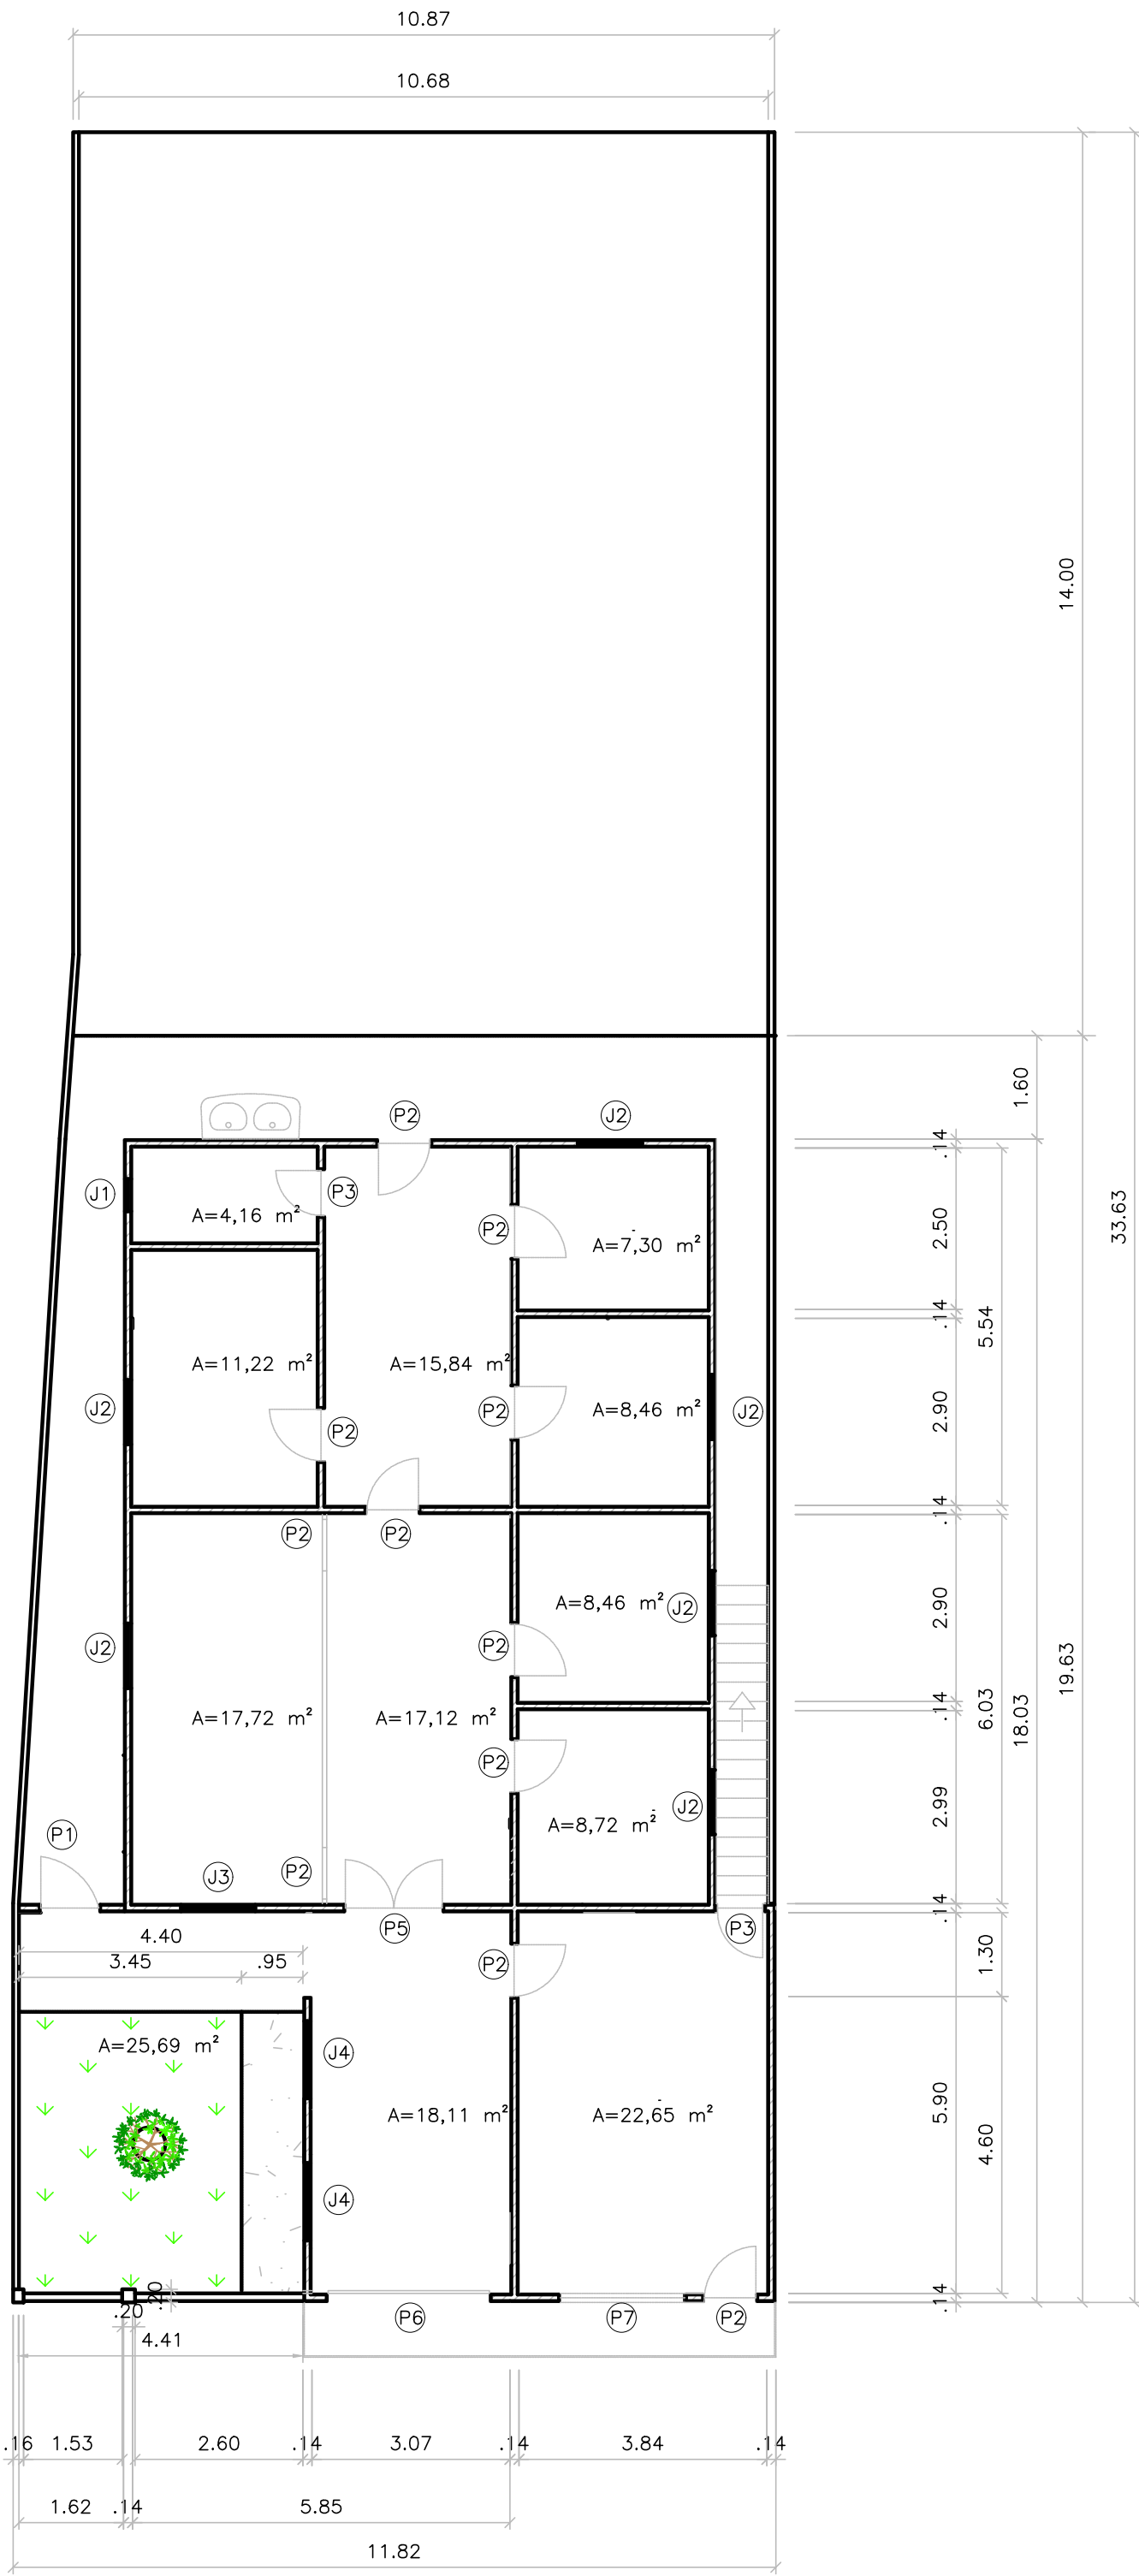 10.87
10.68
14.00
33.63
1.60
P2
J2
.14
J1
P3
A=4,16 m²
P2
A=7,30 m²
2.50
.14
5.54
A=11,22 m²
A=15,84 m²
J2
P2
P2
A=8,46 m²
J2
2.90
P2
P2
.14
A=8,46 m²
J2
2.90
J2
P2
19.63
A=17,72 m²
A=17,12 m²
.14
6.03
18.03
P2
A=8,72 m²
J2
2.99
P1
J3
P2
.14
P5
P3
4.40
3.45
.95
P2
1.30
A=25,69 m²
J4
A=18,11 m²
A=22,65 m²
5.90
4.60
J4
.20
.20
P6
P7
P2
.14
4.41
.16
1.53
2.60
.14
3.07
.14
3.84
.14
1.62
.14
5.85
11.82